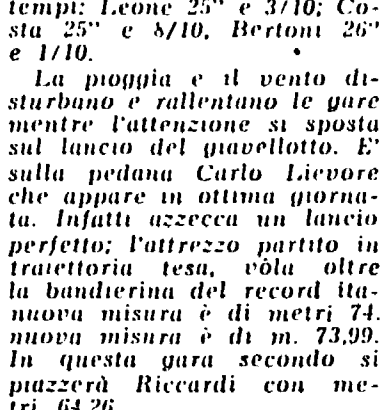 tempi: Leone 25" e 3/10; Co-
sta 25" e 8/10, Bertoni 26"
e 1/10.
La pioggia e il vento di-
sturbano e rallentano le gare
mentre l'attenzione si sposta
sul lancio del giavellotto. E'
sulla pedana Carlo Lievore
che appare in ottima giorna-
ta. Infatti azzecca un lancio
perfetto; l'attrezzo partito in
traiettoria tesa, vôla oltre
la bandierina del record ita-
nuova misura è di metri 74.
nuova misura è di m. 73,99.
In questa gara secondo si
piazzerà Riccardi con me-
tri 64,26